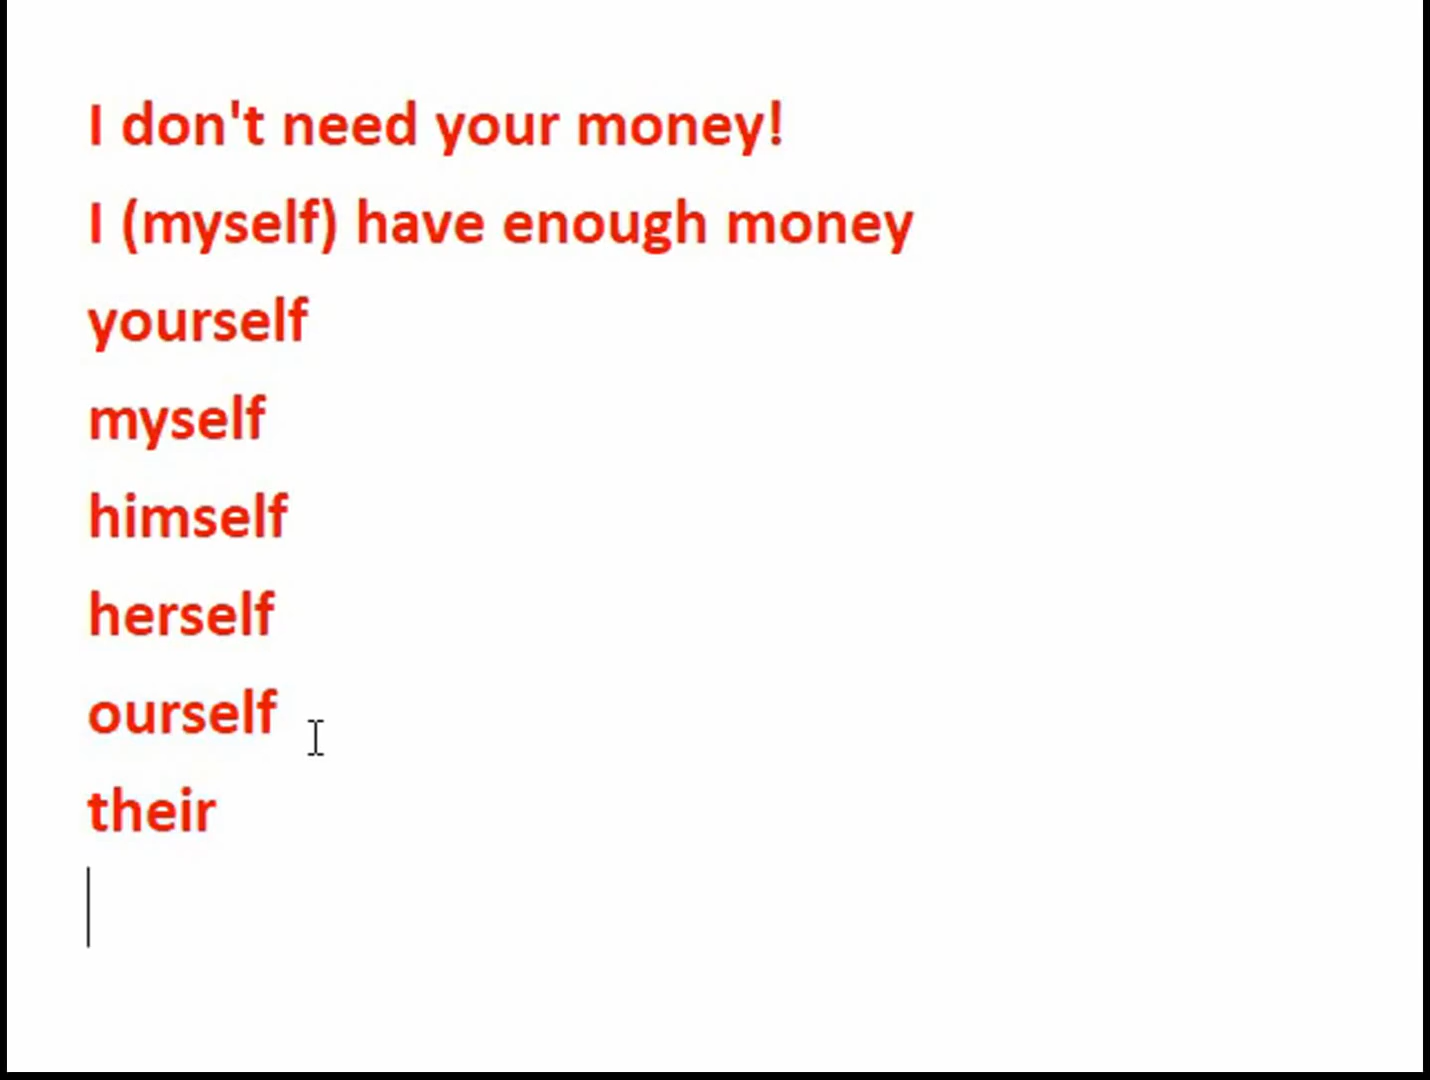 I don't need your money!
I (myself) have enough money
yourself
myself
himself
herself
ourself
their